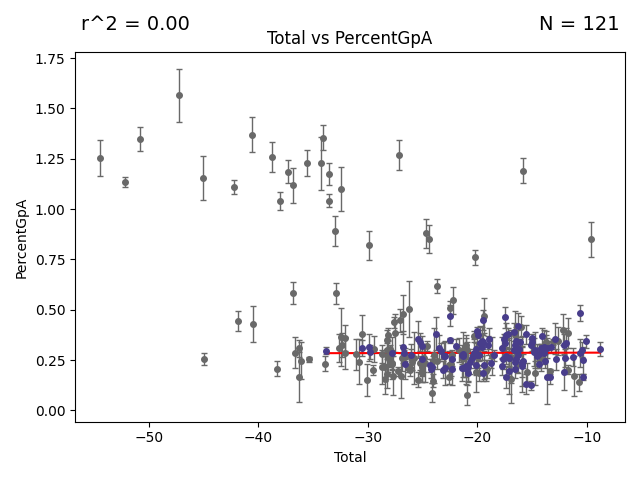 r^2 = 0.00
N = 121
Total vs PercentGpA
1.75
1.50
1.25
1.00
0.75
0.50
0.25
0.00
PercentGpA
−50
−40
−30
−20
−10
Total